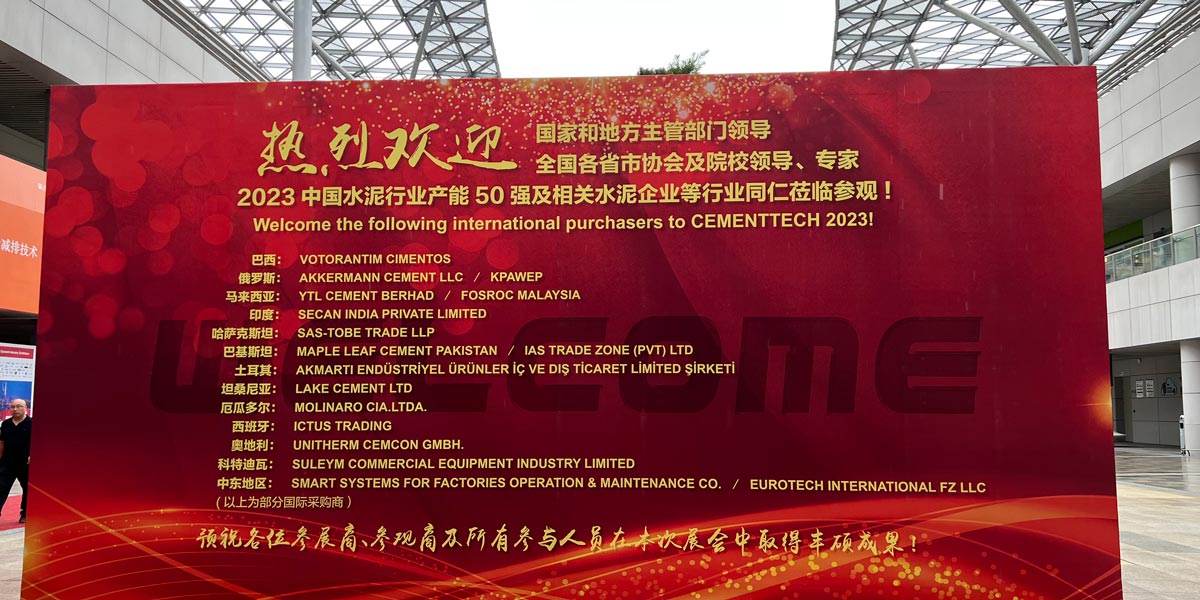 热烈欢迎
国家和地方主管部门领导
全国各省市协会及院校领导、专家
2023 中国水泥行业产能 50 强及相关水泥企业等行业同仁莅临参观！
Welcome the following international purchasers to CEMENTTECH 2023!
巴西： VOTORANTIM CIMENTOS
俄罗斯： AKKERMANN CEMENT LLC / KPAWEP
马来西亚： YTL CEMENT BERHAD / FOSROC MALAYSIA
印度： SECAN INDIA PRIVATE LIMITED
哈萨克斯坦： SAS-TOBE TRADE LLP
巴基斯坦： MAPLE LEAF CEMENT PAKISTAN / IAS TRADE ZONE (PVT) LTD
土耳其： AKMARTI ENDÜSTRİYEL ÜRÜNLER İÇ VE DIŞ TİCARET LİMİTED ŞİRKETİ
坦桑尼亚： LAKE CEMENT LTD
厄瓜多尔： MOLINARO CIA.LTDA.
西班牙： ICTUS TRADING
奥地利： UNITHERM CEMCON GMBH.
科特迪瓦： SULEYM COMMERCIAL EQUIPMENT INDUSTRY LIMITED
中东地区： SMART SYSTEMS FOR FACTORIES OPERATION & MAINTENANCE CO. / EUROTECH INTERNATIONAL FZ LLC
（以上为部分国际采购商）
预祝各位参展商、参观商及所有参与人员在本次展会中取得丰硕成果！
WELCOME
减排技术